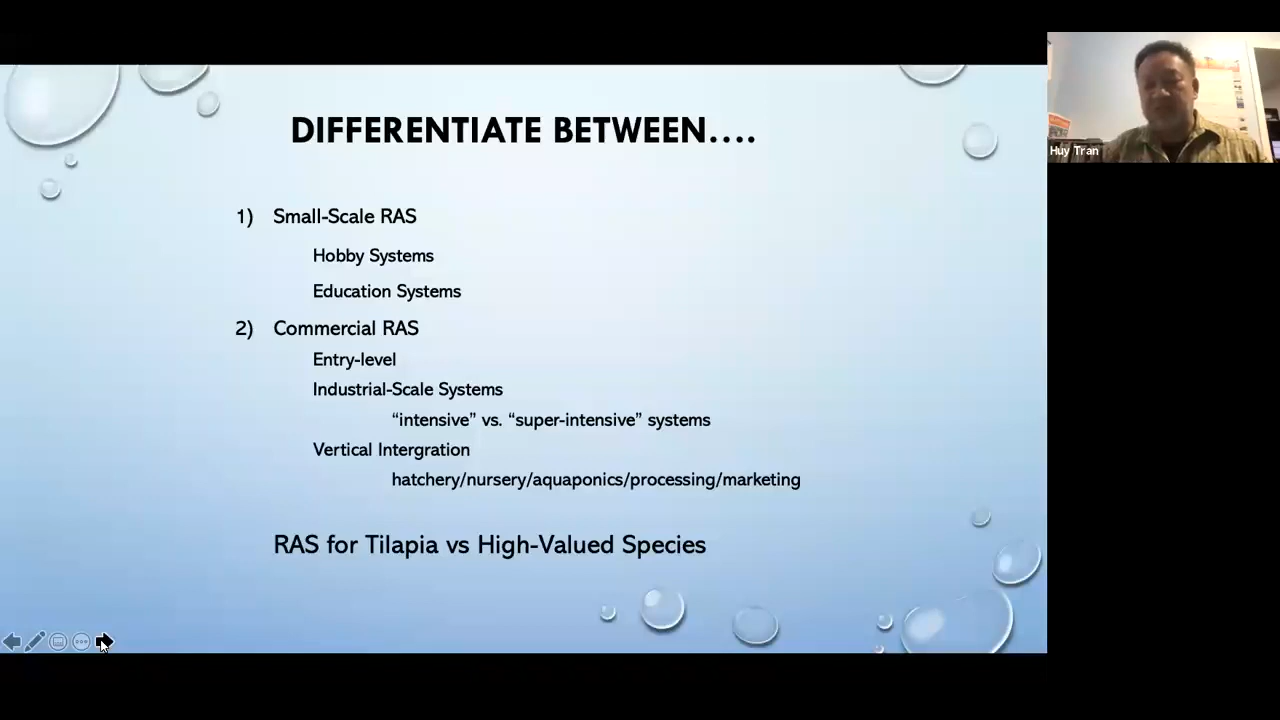 DIFFERENTIATE BETWEEN....
1) Small-Scale RAS
Hobby Systems
Education Systems
2) Commercial RAS
Entry-level
Industrial-Scale Systems
“intensive” vs. “super-intensive” systems
Vertical Intergration
hatchery/nursery/aquaponics/processing/marketing
RAS for Tilapia vs High-Valued Species
Huy Tran